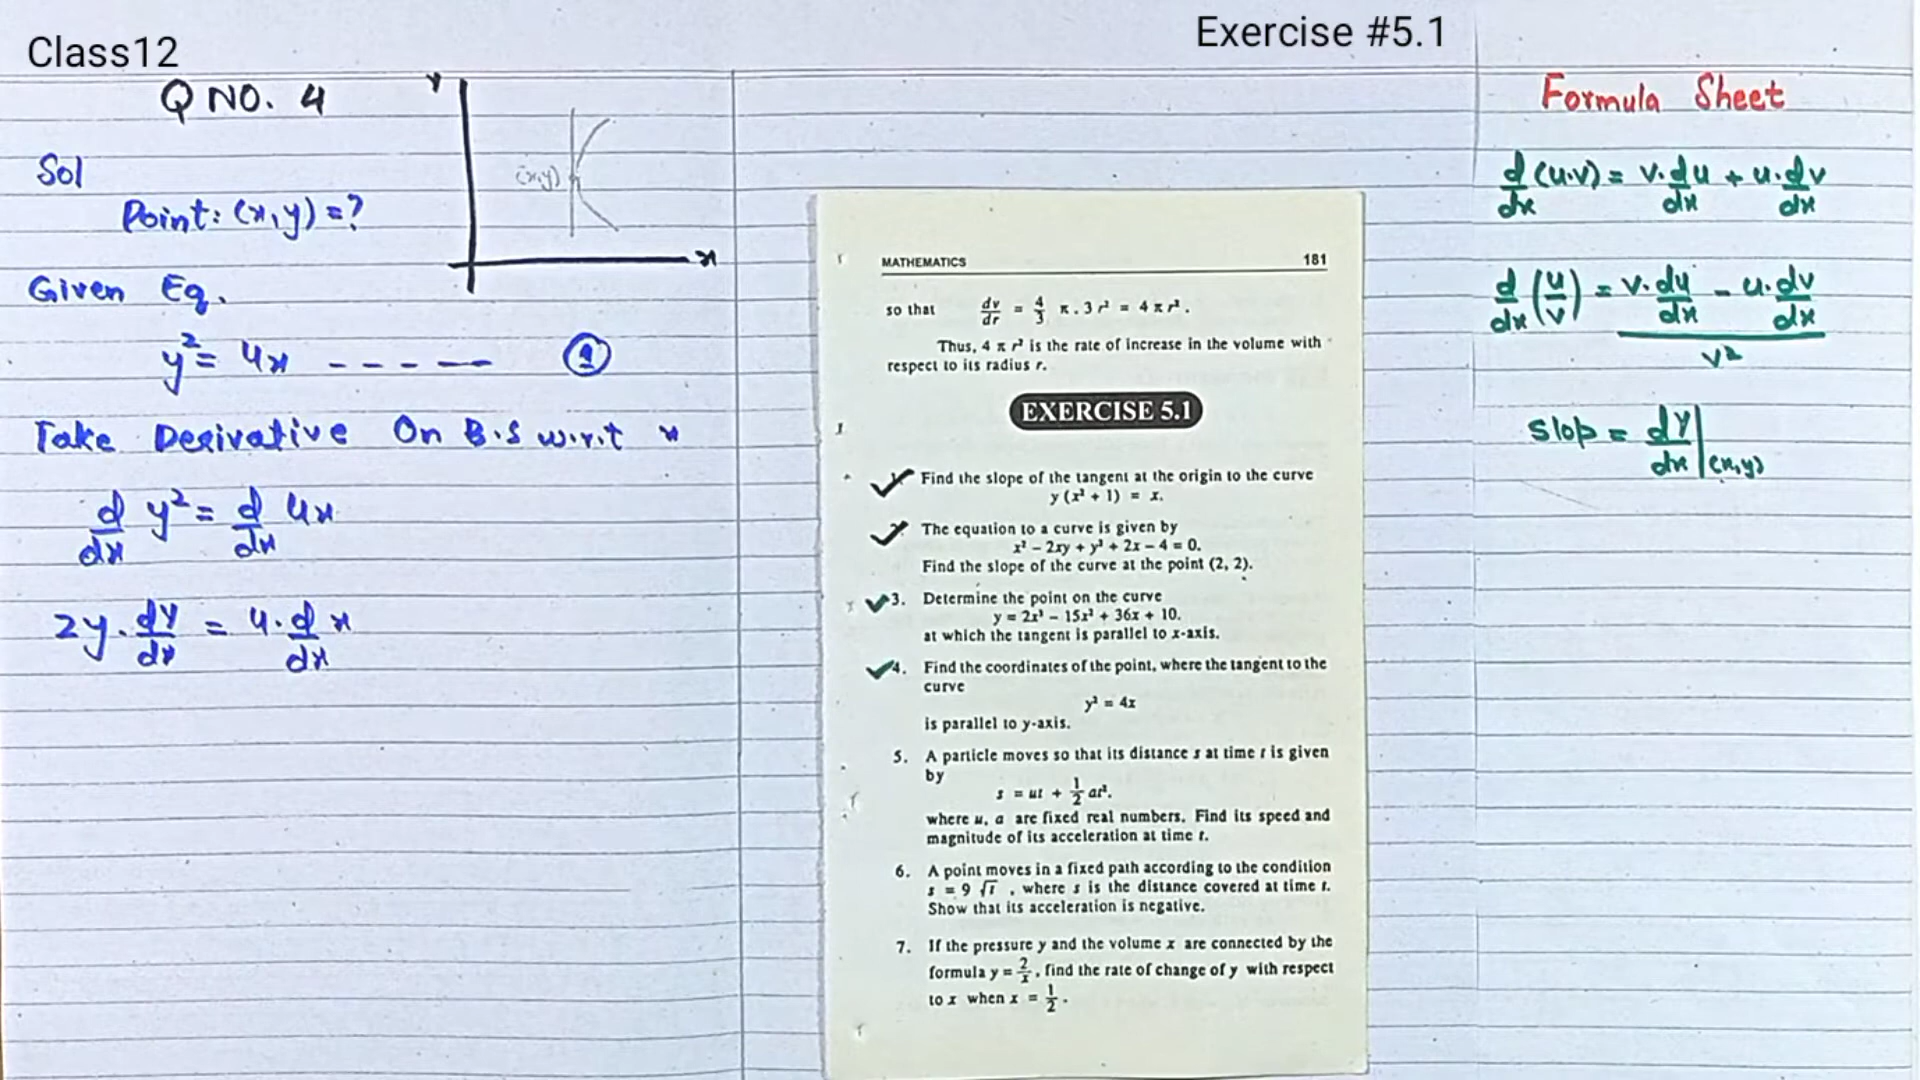 Class12
Exercise #5.1
Q NO. 4
Sol
Point: (x,y) = ?
y
(x,y)
x
Given Eq.
y² = 4x ----- ①
Take Derivative On B.S w.r.t x
d/dx y² = d/dx 4x
2y . dy/dx = 4 . d/dx x
MATHEMATICS 181
so that dv/dr = 4/3 π . 3 r² = 4 π r².
Thus, 4 π r² is the rate of increase in the volume with
respect to its radius r.
EXERCISE 5.1
Find the slope of the tangent at the origin to the curve
y (x² + 1) = x.
The equation to a curve is given by
x² – 2xy + y³ + 2x – 4 = 0.
Find the slope of the curve at the point (2, 2).
3. Determine the point on the curve
y = 2x³ – 15x² + 36x + 10.
at which the tangent is parallel to x-axis.
4. Find the coordinates of the point, where the tangent to the
curve
y² = 4x
is parallel to y-axis.
5. A particle moves so that its distance s at time t is given
by
s = ut + 1/2 at².
where u, a are fixed real numbers. Find its speed and
magnitude of its acceleration at time t.
6. A point moves in a fixed path according to the condition
s = 9 √t , where s is the distance covered at time t.
Show that its acceleration is negative.
7. If the pressure y and the volume x are connected by the
formula y = 2/x , find the rate of change of y with respect
to x when x = 1/2 .
Formula Sheet
d/dx (u.v) = v.du/dx + u.dv/dx
d/dx (u/v) = v.du/dx - u.dv/dx
v²
Slop = dy/dx |(x,y)